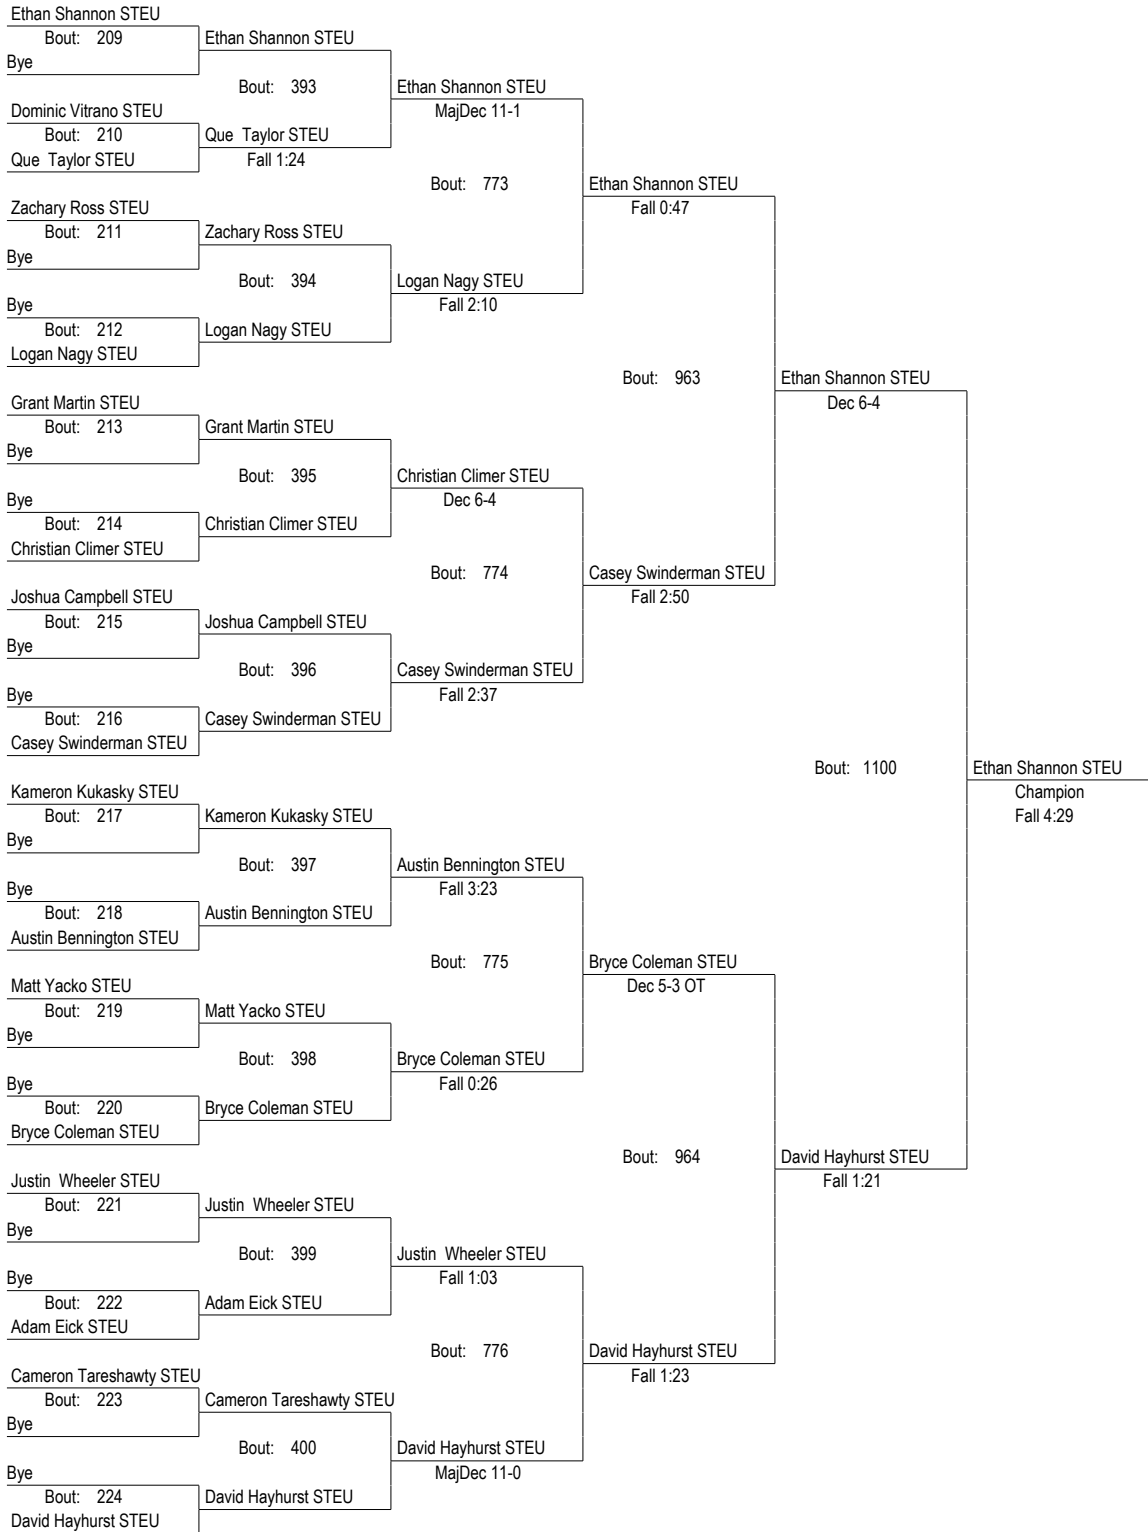 Ethan Shannon STEU
Bout: 209 Ethan Shannon STEU
Bye
Bout: 393 Ethan Shannon STEU
Dominic Vitrano STEU MajDec 11-1
Bout: 210 Que Taylor STEU
Que Taylor STEU Fall 1:24
Bout: 773 Ethan Shannon STEU
Zachary Ross STEU Fall 0:47
Bout: 211 Zachary Ross STEU
Bye
Bout: 394 Logan Nagy STEU
Bye Fall 2:10
Bout: 212 Logan Nagy STEU
Logan Nagy STEU
Bout: 963 Ethan Shannon STEU
Grant Martin STEU Dec 6-4
Bout: 213 Grant Martin STEU
Bye
Bout: 395 Christian Climer STEU
Bye Dec 6-4
Bout: 214 Christian Climer STEU
Christian Climer STEU
Bout: 774 Casey Swinderman STEU
Joshua Campbell STEU Fall 2:50
Bout: 215 Joshua Campbell STEU
Bye
Bout: 396 Casey Swinderman STEU
Bye Fall 2:37
Bout: 216 Casey Swinderman STEU
Casey Swinderman STEU
Bout: 1100 Ethan Shannon STEU
Kameron Kukasky STEU Champion
Bout: 217 Kameron Kukasky STEU Fall 4:29
Bye
Bout: 397 Austin Bennington STEU
Bye Fall 3:23
Bout: 218 Austin Bennington STEU
Austin Bennington STEU
Bout: 775 Bryce Coleman STEU
Matt Yacko STEU Dec 5-3 OT
Bout: 219 Matt Yacko STEU
Bye
Bout: 398 Bryce Coleman STEU
Bye Fall 0:26
Bout: 220 Bryce Coleman STEU
Bryce Coleman STEU
Bout: 964 David Hayhurst STEU
Justin Wheeler STEU Fall 1:21
Bout: 221 Justin Wheeler STEU
Bye
Bout: 399 Justin Wheeler STEU
Bye Fall 1:03
Bout: 222 Adam Eick STEU
Adam Eick STEU
Bout: 776 David Hayhurst STEU
Cameron Tareshawty STEU Fall 1:23
Bout: 223 Cameron Tareshawty STEU
Bye
Bout: 400 David Hayhurst STEU
Bye MajDec 11-0
Bout: 224 David Hayhurst STEU
David Hayhurst STEU